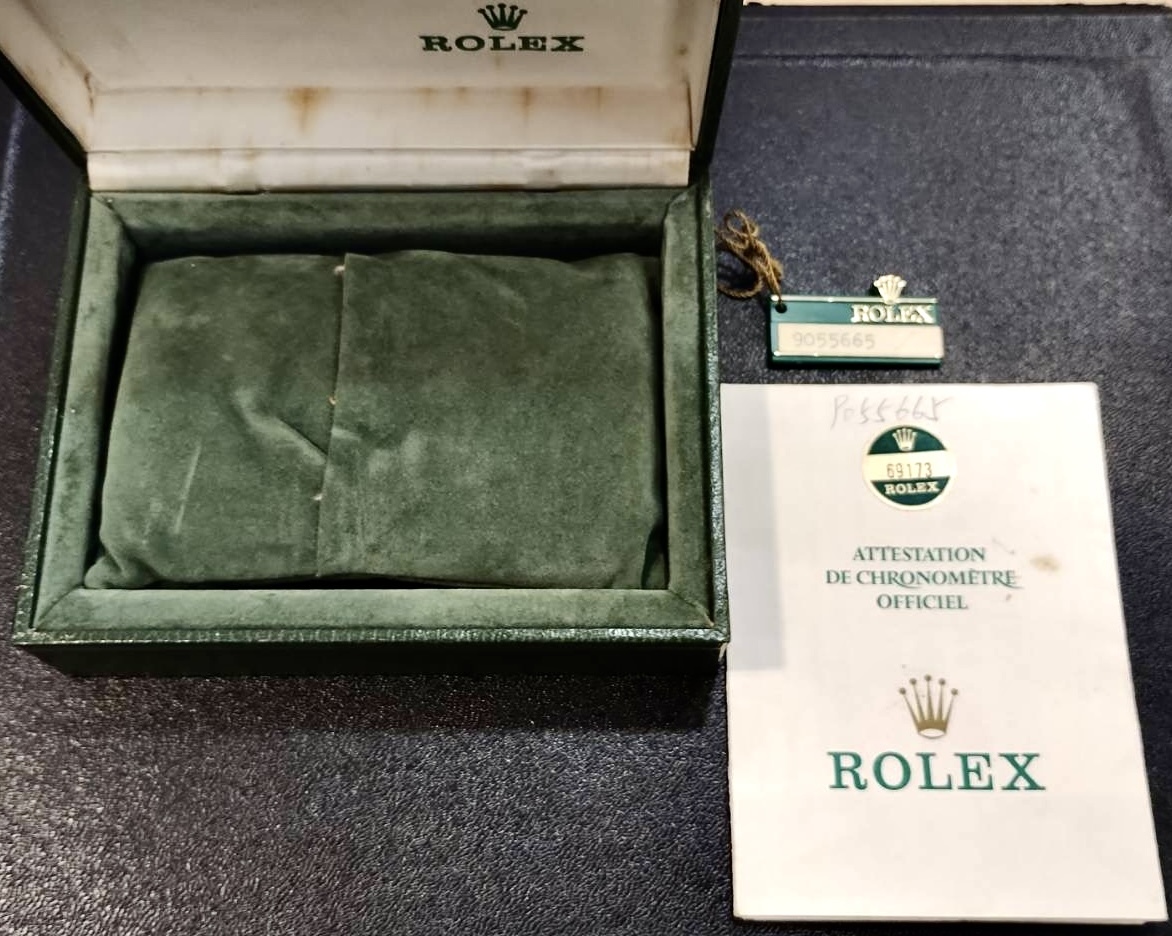 ROLEX
ROLEX
9055665
9055665
69173
ROLEX
ATTESTATION
DE CHRONOMÈTRE
OFFICIEL
ROLEX